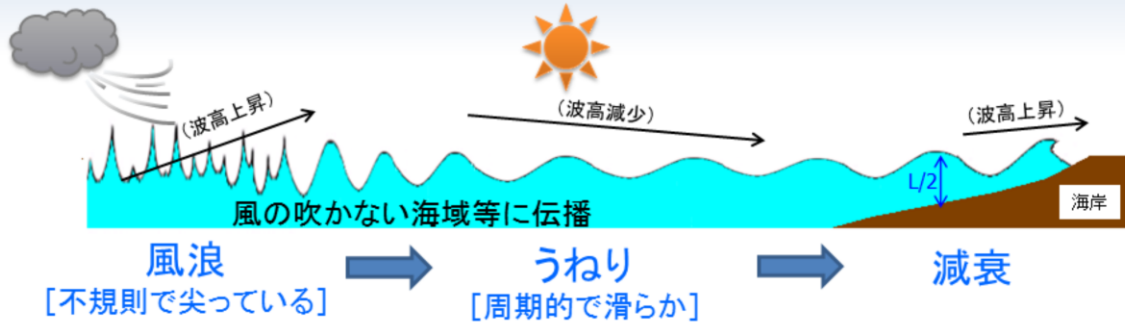 (波高上昇)
(波高減少)
(波高上昇)
L/2
海岸
風の吹かない海域等に伝播
風浪
[不規則で尖っている]
うねり
[周期的で滑らか]
減衰